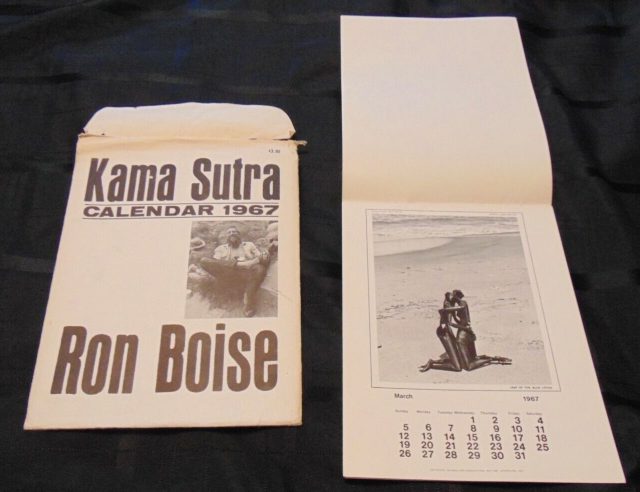 $3.95
Kama Sutra
CALENDAR 1967
Ron Boise
March 1967
Sunday Monday Tuesday Wednesday Thursday Friday Saturday
1 2 3 4
5 6 7 8 9 10 11
12 13 14 15 16 17 18
19 20 21 22 23 24 25
26 27 28 29 30 31